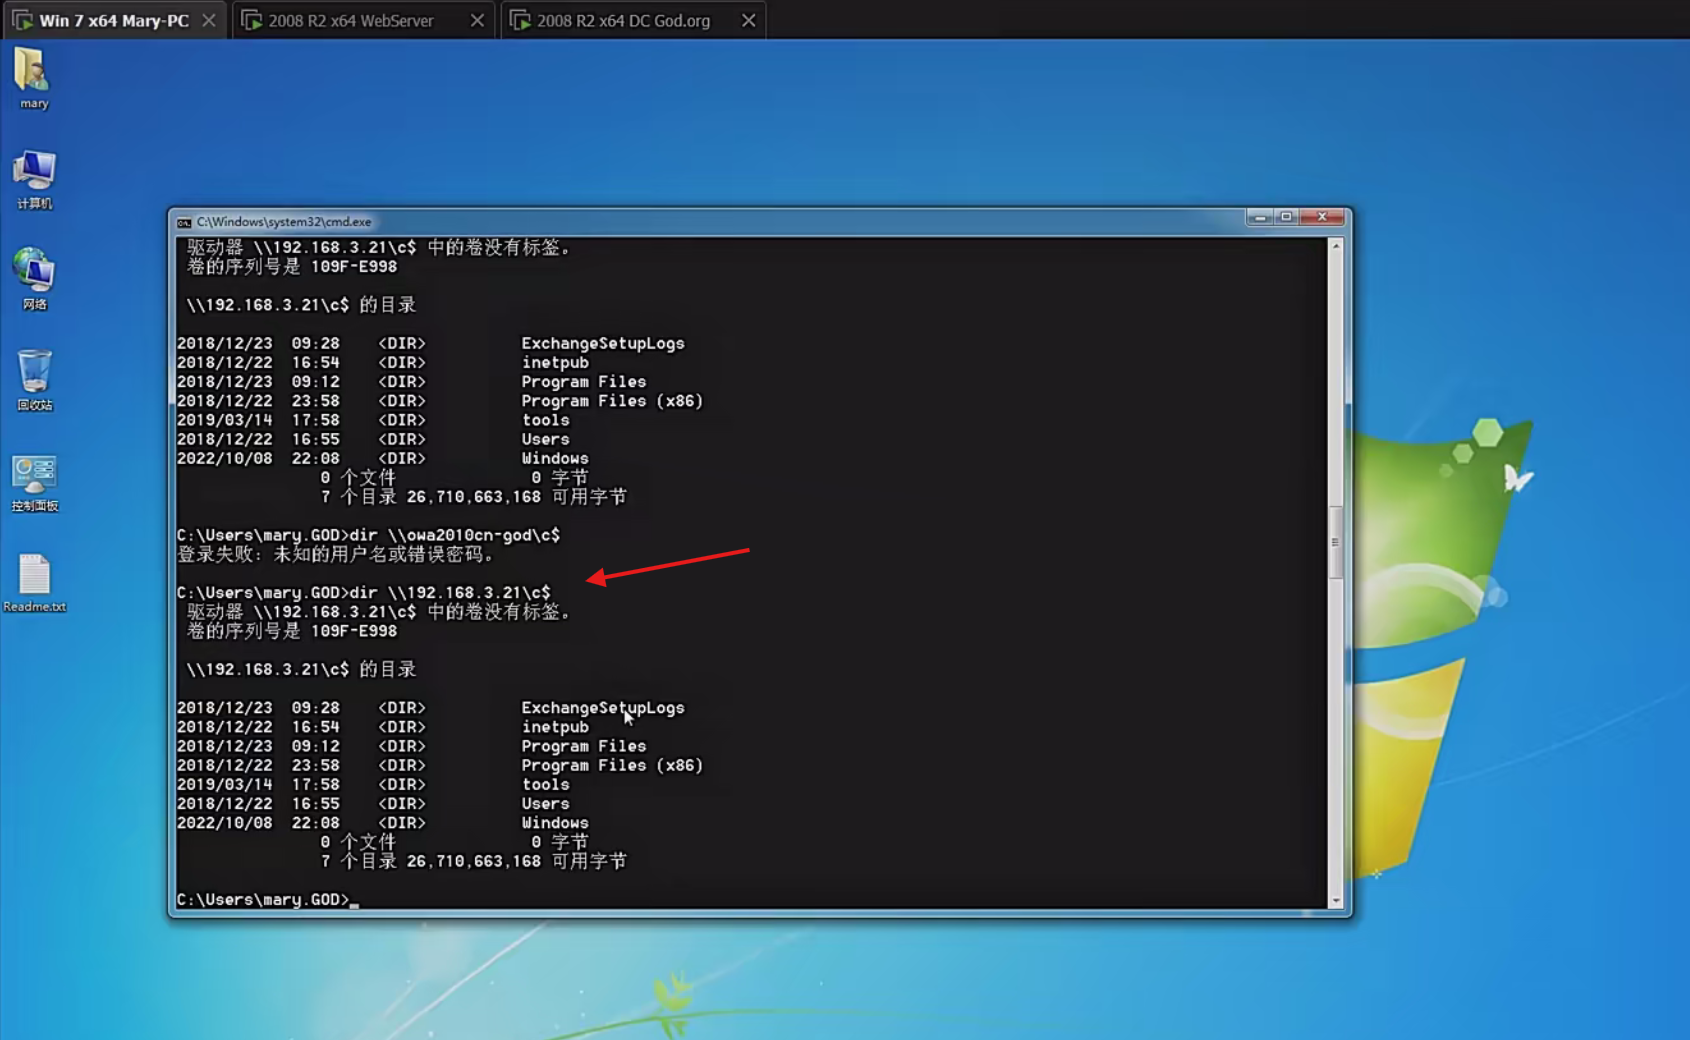 Win 7 x64 Mary-PC
2008 R2 x64 WebServer
2008 R2 x64 DC God.org
mary
计算机
网络
回收站
控制面板
Readme.txt
C:\Windows\system32\cmd.exe
驱动器 \\192.168.3.21\c$ 中的卷没有标签。
卷的序列号是 109F-E998
\\192.168.3.21\c$ 的目录
2018/12/23  09:28    <DIR>          ExchangeSetupLogs
2018/12/22  16:54    <DIR>          inetpub
2018/12/23  09:12    <DIR>          Program Files
2018/12/22  23:58    <DIR>          Program Files (x86)
2019/03/14  17:58    <DIR>          tools
2018/12/22  16:55    <DIR>          Users
2022/10/08  22:08    <DIR>          Windows
0 个文件              0 字节
7 个目录 26,710,663,168 可用字节
C:\Users\mary.GOD>dir \\owa2010cn-god\c$
登录失败: 未知的用户名或错误密码。
C:\Users\mary.GOD>dir \\192.168.3.21\c$
驱动器 \\192.168.3.21\c$ 中的卷没有标签。
卷的序列号是 109F-E998
\\192.168.3.21\c$ 的目录
2018/12/23  09:28    <DIR>          ExchangeSetupLogs
2018/12/22  16:54    <DIR>          inetpub
2018/12/23  09:12    <DIR>          Program Files
2018/12/22  23:58    <DIR>          Program Files (x86)
2019/03/14  17:58    <DIR>          tools
2018/12/22  16:55    <DIR>          Users
2022/10/08  22:08    <DIR>          Windows
0 个文件              0 字节
7 个目录 26,710,663,168 可用字节
C:\Users\mary.GOD>_